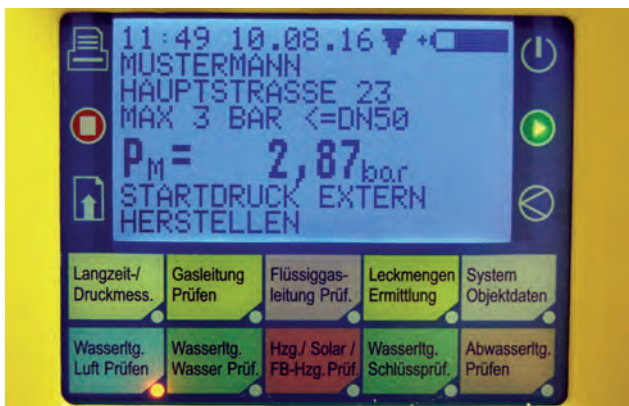 11:49 10.08.16
MUSTERMANN
HAUPTSTRASSE 23
MAX 3 BAR <=DN50
PM= 2,87bar
STARTDRUCK EXTERN
HERSTELLEN
Langzeit-/
Druckmess.
Gasleitung
Prüfen
Flüssiggas-
leitung Prüf.
Leckmengen
Ermittlung
System
Objektdaten
Wasserltg.
Luft Prüfen
Wasserltg.
Wasser Prüf.
Hzg./ Solar /
FB-Hzg. Prüf.
Wasserltg.
Schlüssprüf.
Abwasserltg.
Prüfen